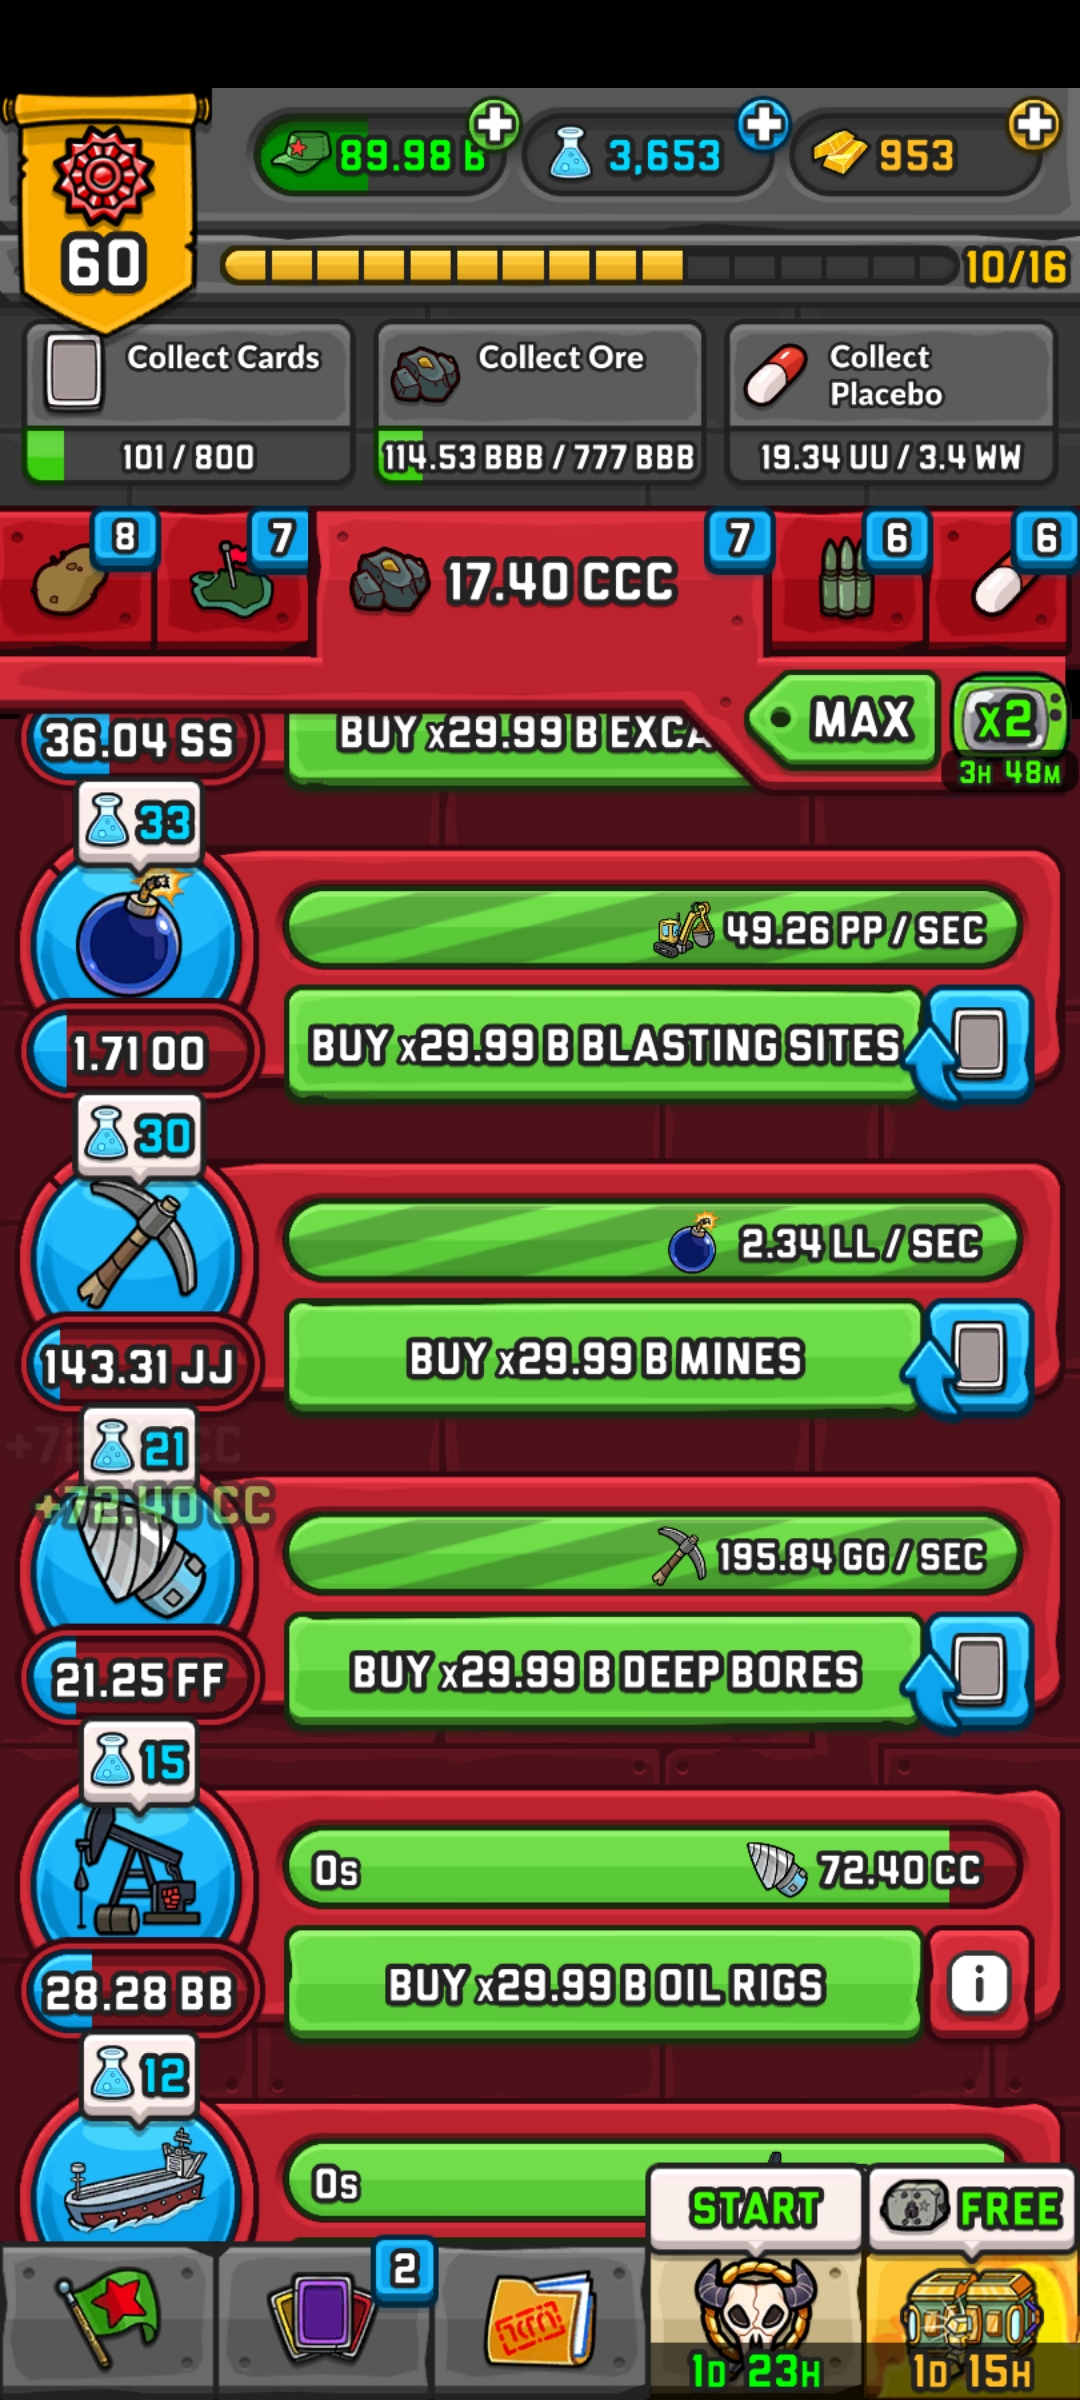 60
89.98 B
3,653
953
10/16
Collect Cards
101 / 800
Collect Ore
114.53 BBB / 777 BBB
Collect
Placebo
19.34 UU / 3.4 WW
8
7
17.40 CCC
7
6
6
MAX
x2
3H 48M
36.04 SS
BUY x29.99 B EXCA
33
49.26 PP / SEC
1.71 OO
BUY x29.99 B BLASTING SITES
30
2.34 LL / SEC
143.31 JJ
BUY x29.99 B MINES
21
+72.40 CC
195.84 GG / SEC
21.25 FF
BUY x29.99 B DEEP BORES
15
0s
72.40 CC
28.28 BB
BUY x29.99 B OIL RIGS
i
12
0s
START
FREE
2
1D 23H
1D 15H